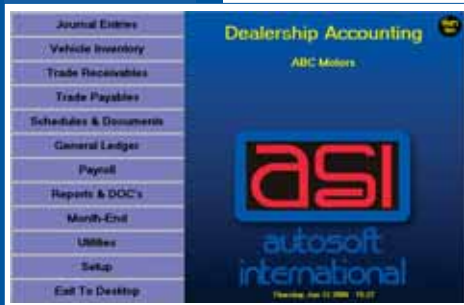 Journal Entries
Vehicle Inventory
Trade Receivables
Trade Payables
Schedules & Documents
General Ledger
Payroll
Reports & DOC's
Month-End
Utilities
Setup
Exit To Desktop
Dealership Accounting
ABC Motors
asi
autosoft
international